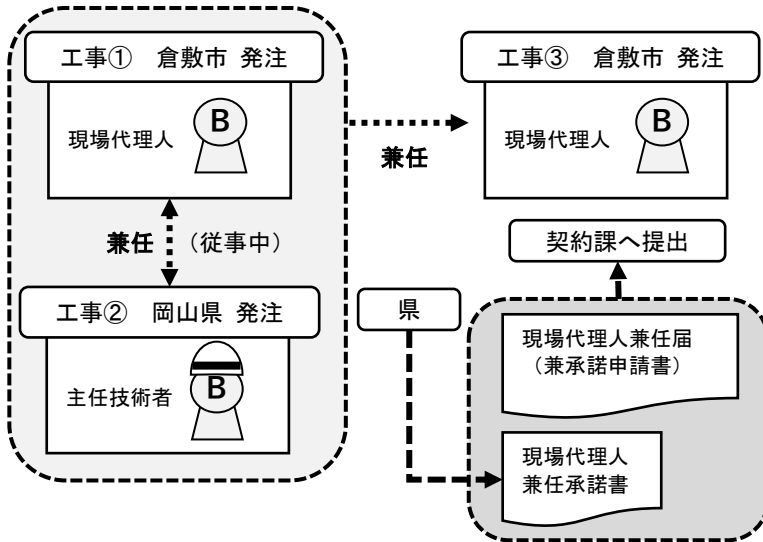 工事① 倉敷市 発注
現場代理人
B
兼任 （従事中）
工事② 岡山県 発注
主任技術者
B
兼任
工事③ 倉敷市 発注
現場代理人
B
契約課へ提出
県
現場代理人兼任届
（兼承諾申請書）
現場代理人
兼任承諾書